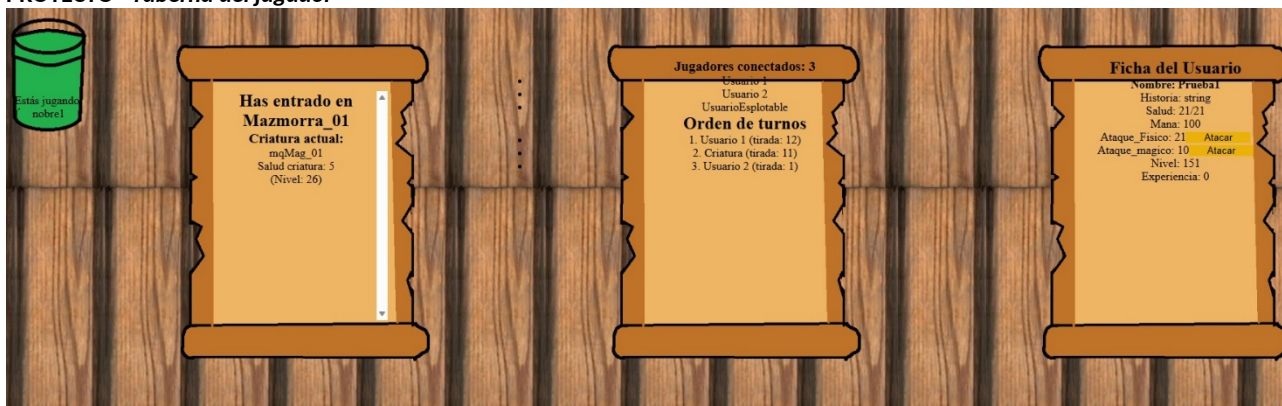 PROYECTO - Taberna del jugador
Estás jugando
nobre1
Has entrado en
Mazmorra_01
Criatura actual:
mqMag_01
Salud criatura: 5
(Nivel: 26)
Jugadores conectados: 3
Usuario 1
Usuario 2
UsuarioEsplotable
Orden de turnos
1. Usuario 1 (tirada: 12)
2. Criatura (tirada: 11)
3. Usuario 2 (tirada: 1)
Ficha del Usuario
Nombre: Prueba1
Historia: string
Salud: 21/21
Mana: 100
Ataque_Fisico: 21 Atacar
Ataque_magico: 10 Atacar
Nivel: 151
Experiencia: 0